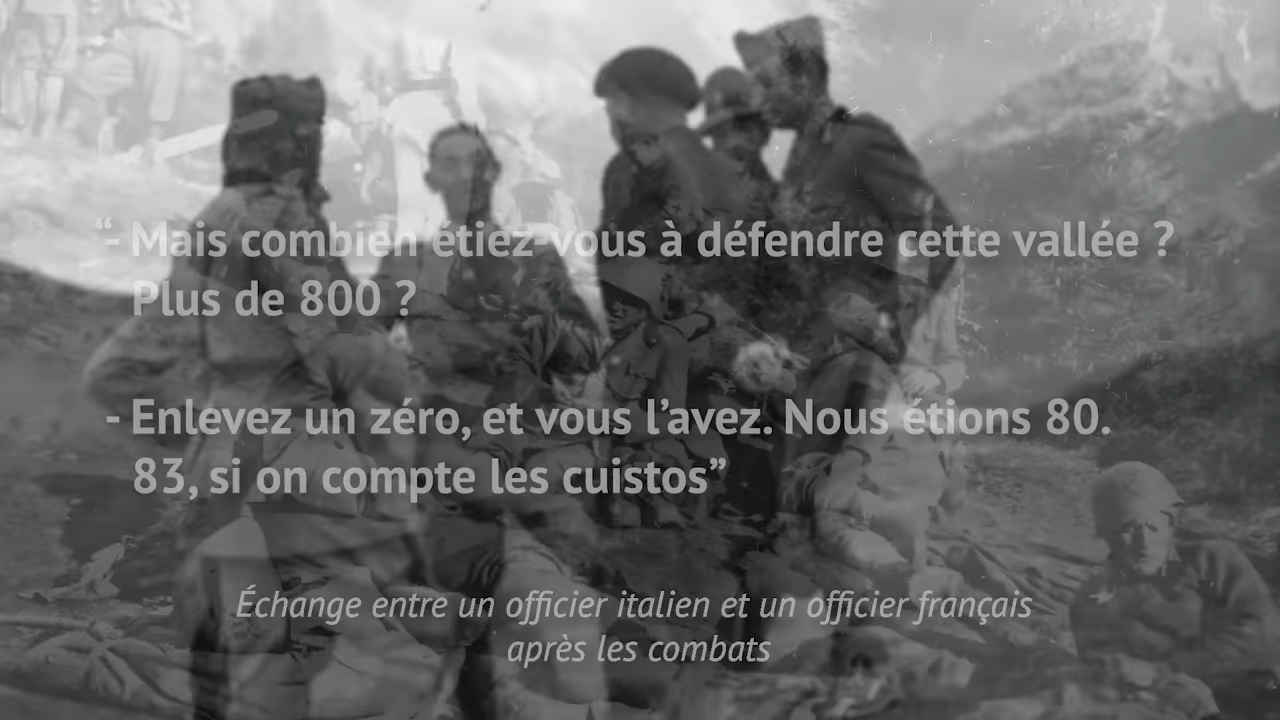 “- Mais combien étiez-vous à défendre cette vallée ?
Plus de 800 ?
- Enlevez un zéro, et vous l’avez. Nous étions 80.
83, si on compte les cuistos”
Échange entre un officier italien et un officier français
après les combats